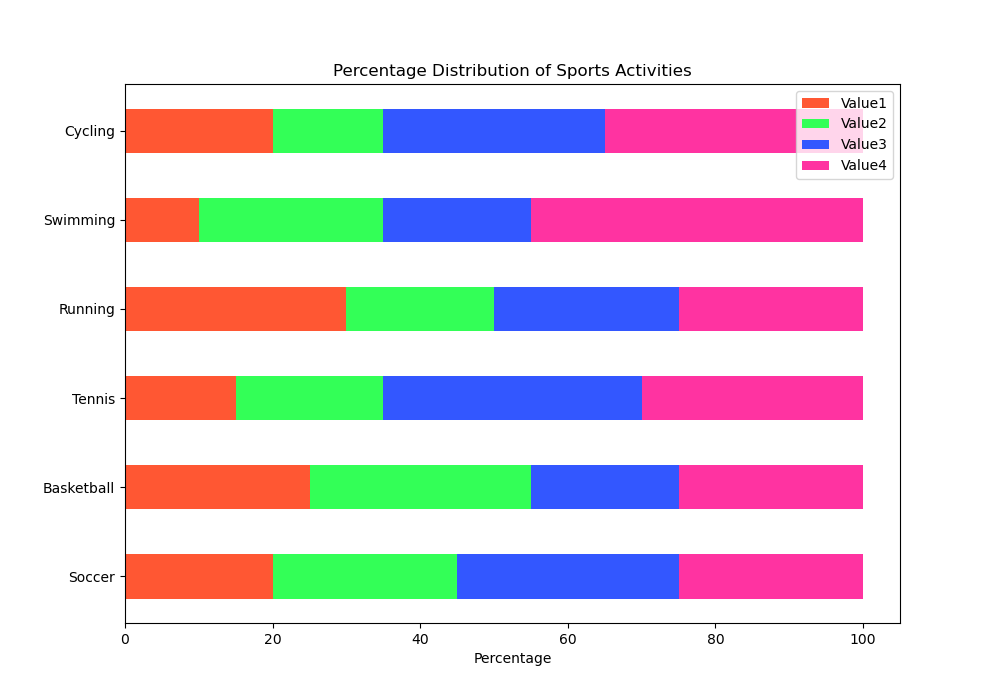 Percentage Distribution of Sports Activities
Value1
Value2
Value3
Value4
Cycling
Swimming
Running
Tennis
Basketball
Soccer
0 20 40 60 80 100
Percentage